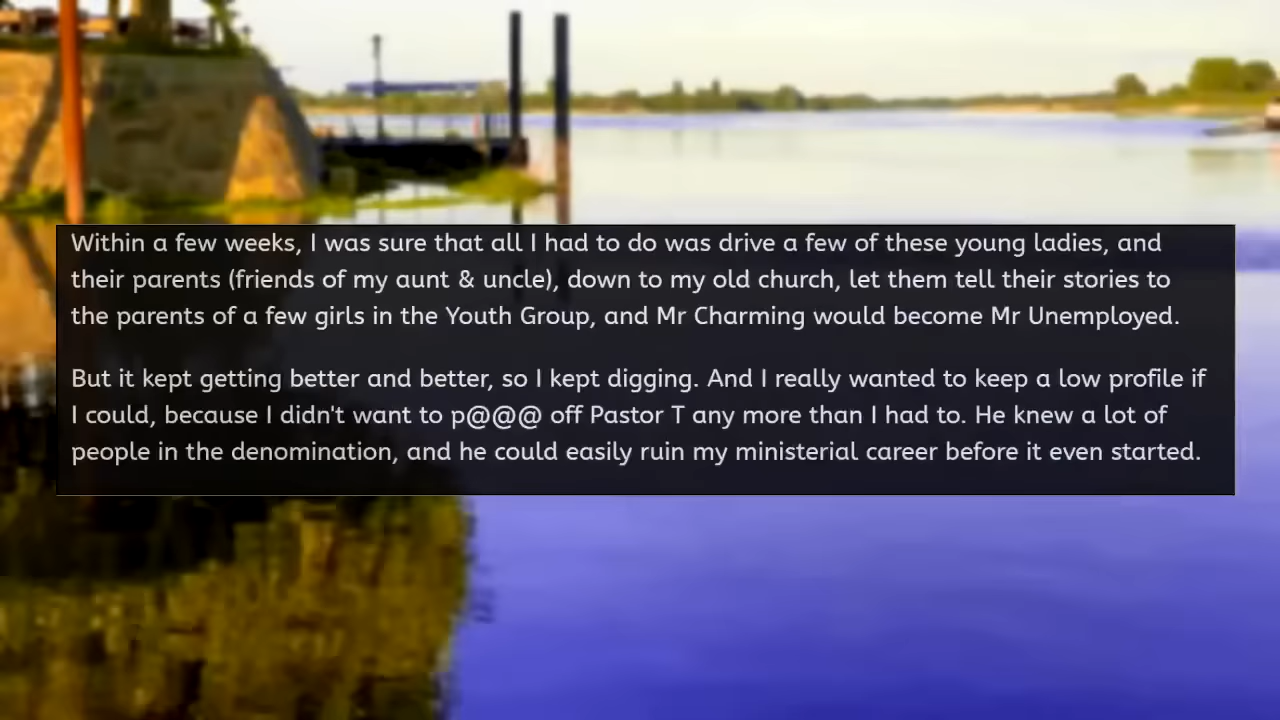 Within a few weeks, I was sure that all I had to do was drive a few of these young ladies, and
their parents (friends of my aunt & uncle), down to my old church, let them tell their stories to
the parents of a few girls in the Youth Group, and Mr Charming would become Mr Unemployed.
But it kept getting better and better, so I kept digging. And I really wanted to keep a low profile if
I could, because I didn't want to p@@@ off Pastor T any more than I had to. He knew a lot of
people in the denomination, and he could easily ruin my ministerial career before it even started.